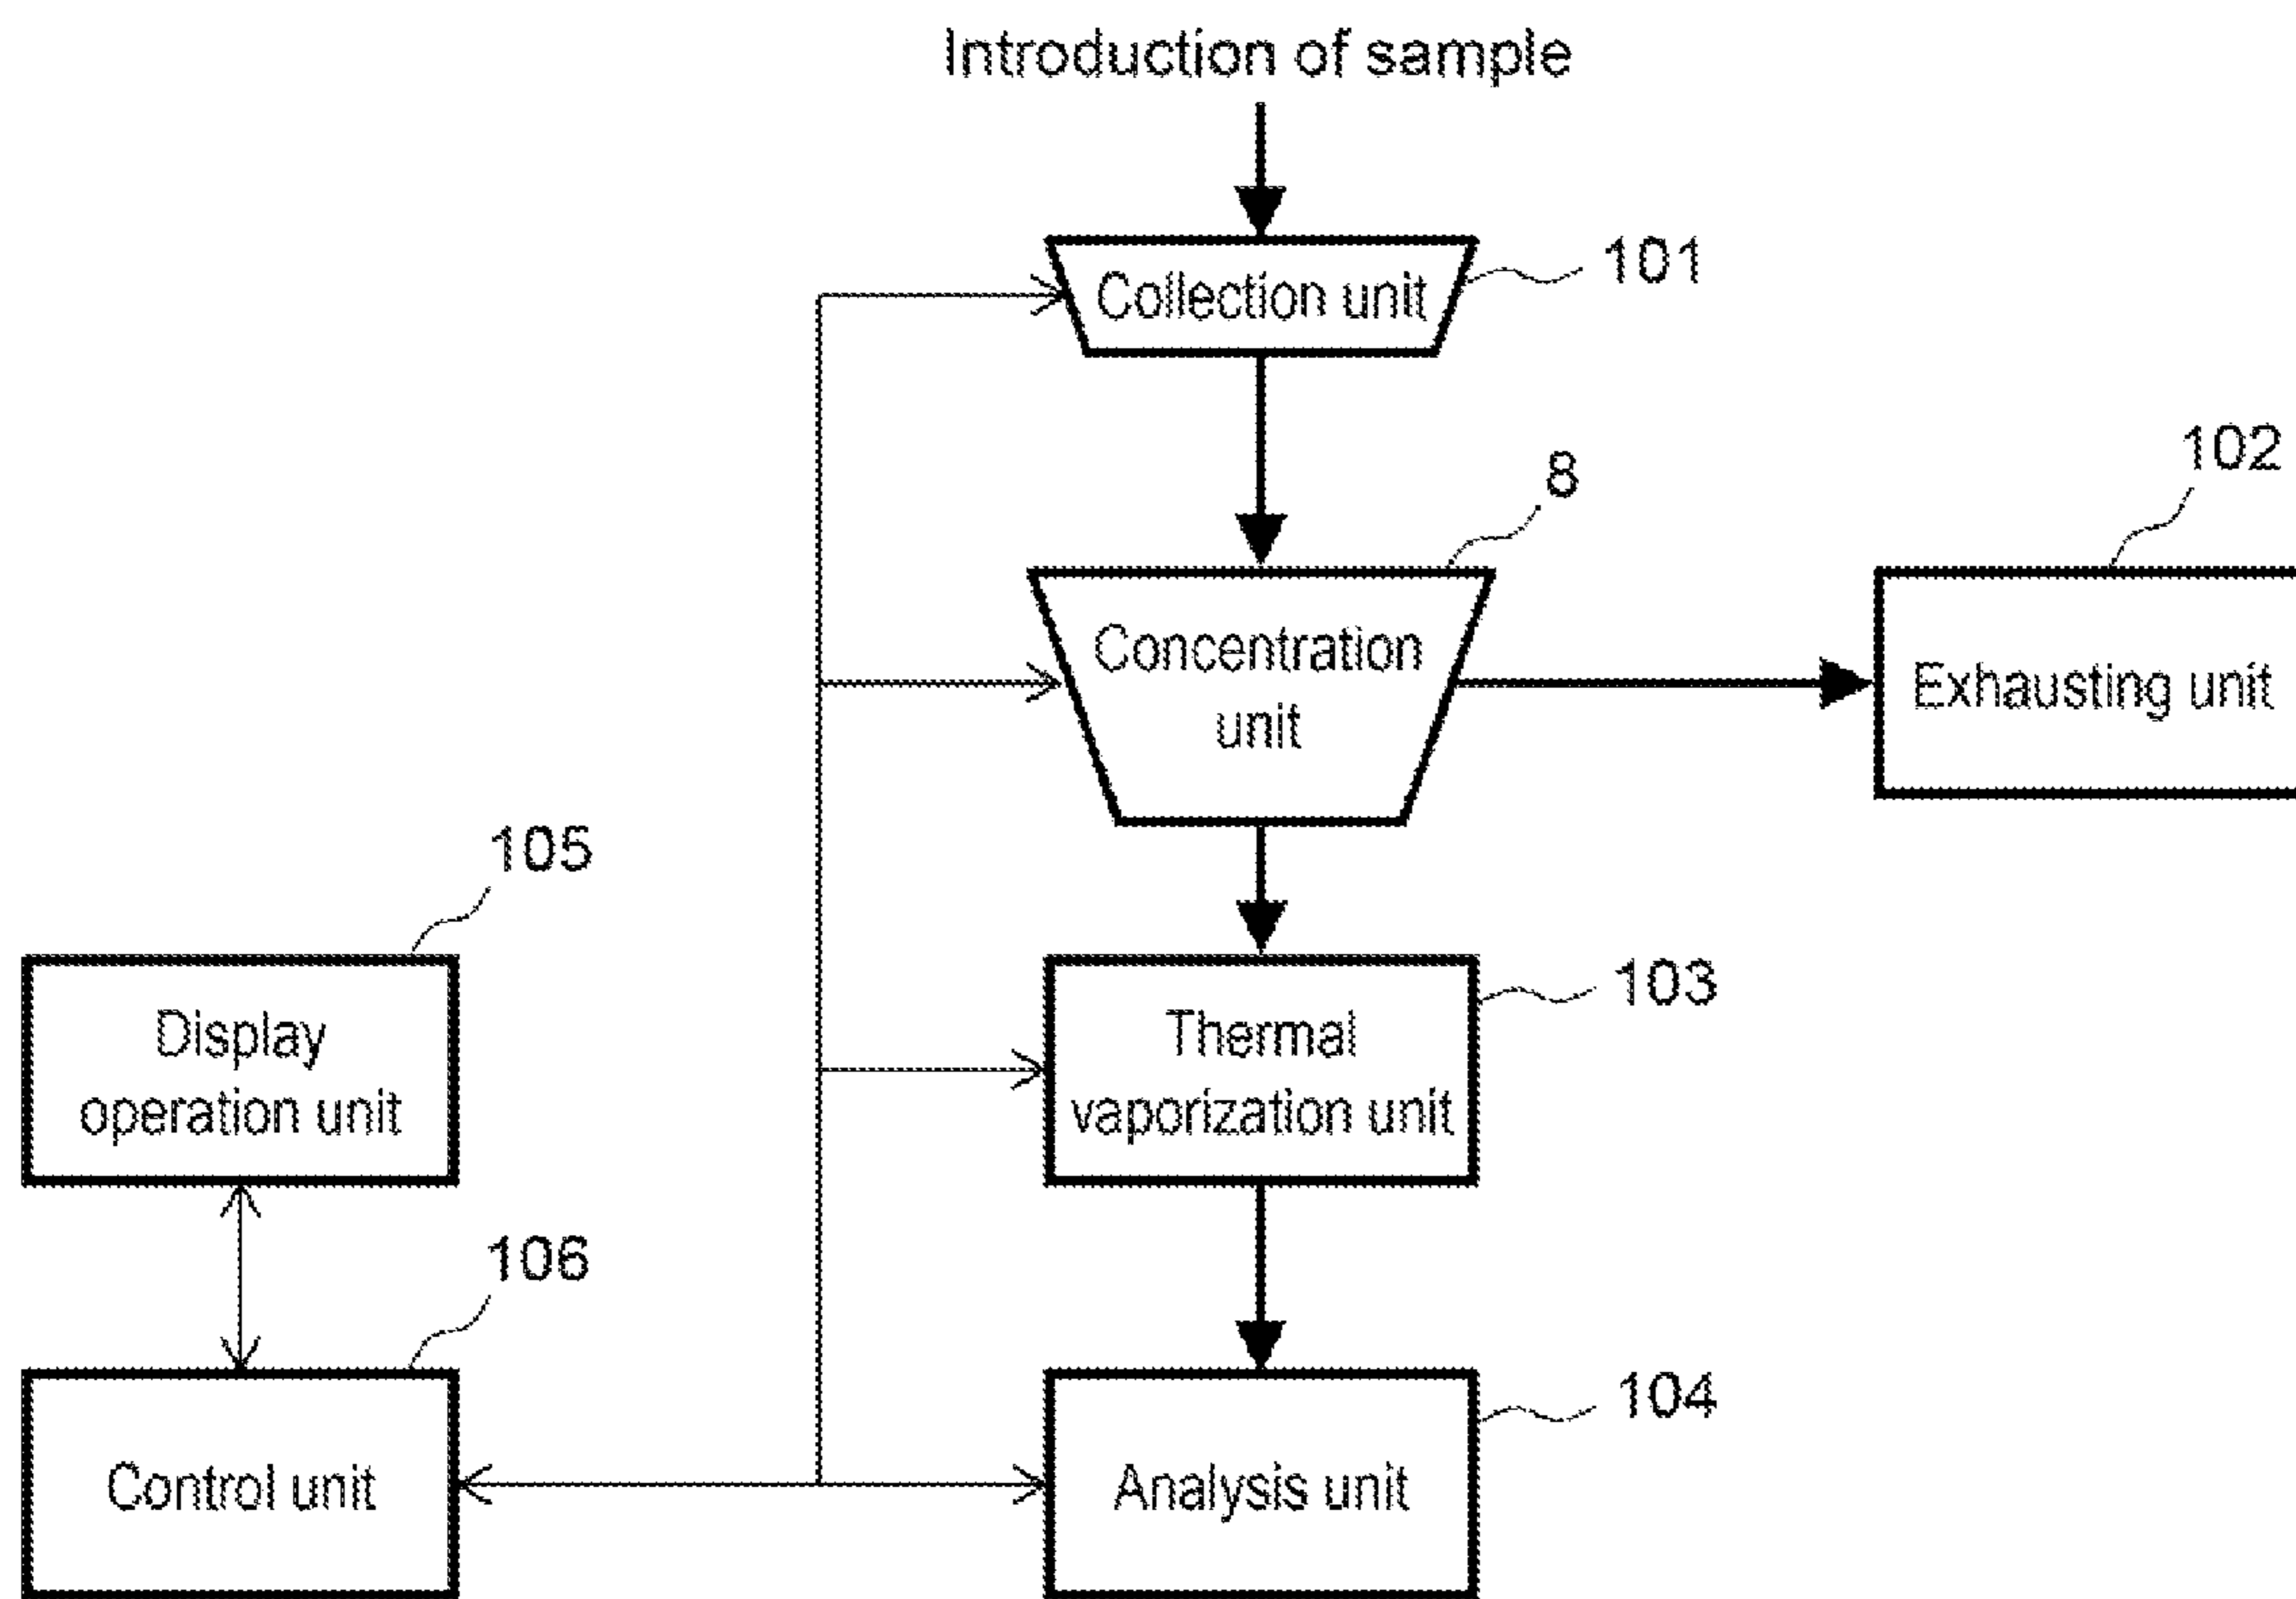 Introduction of sample
101
Collection unit
102
8
Concentration
unit
Exhausting unit
105
103
Display
operation unit
Thermal
vaporization unit
106
104
Control unit
Analysis unit